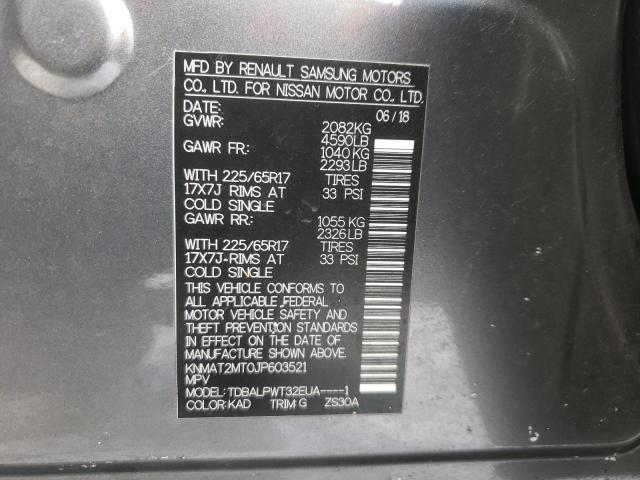 MFD BY RENAULT SAMSUNG MOTORS
CO., LTD. FOR NISSAN MOTOR CO., LTD.
DATE: 06/18
GVWR: 2082KG
4590LB
GAWR FR: 1040 KG
2293 LB
WITH 225/65R17 TIRES
17X7J RIMS AT 33 PSI
COLD SINGLE
GAWR RR: 1055 KG
2326 LB
WITH 225/65R17 TIRES
17X7J RIMS AT 33 PSI
COLD SINGLE
THIS VEHICLE CONFORMS TO
ALL APPLICABLE FEDERAL
MOTOR VEHICLE SAFETY AND
THEFT PREVENTION STANDARDS
IN EFFECT ON THE DATE OF
MANUFACTURE SHOWN ABOVE.
KNMAT2MT0JP603521
MPV
MODEL: TDBALPWT32EUA----1
COLOR: KAD TRIM: G ZS30A